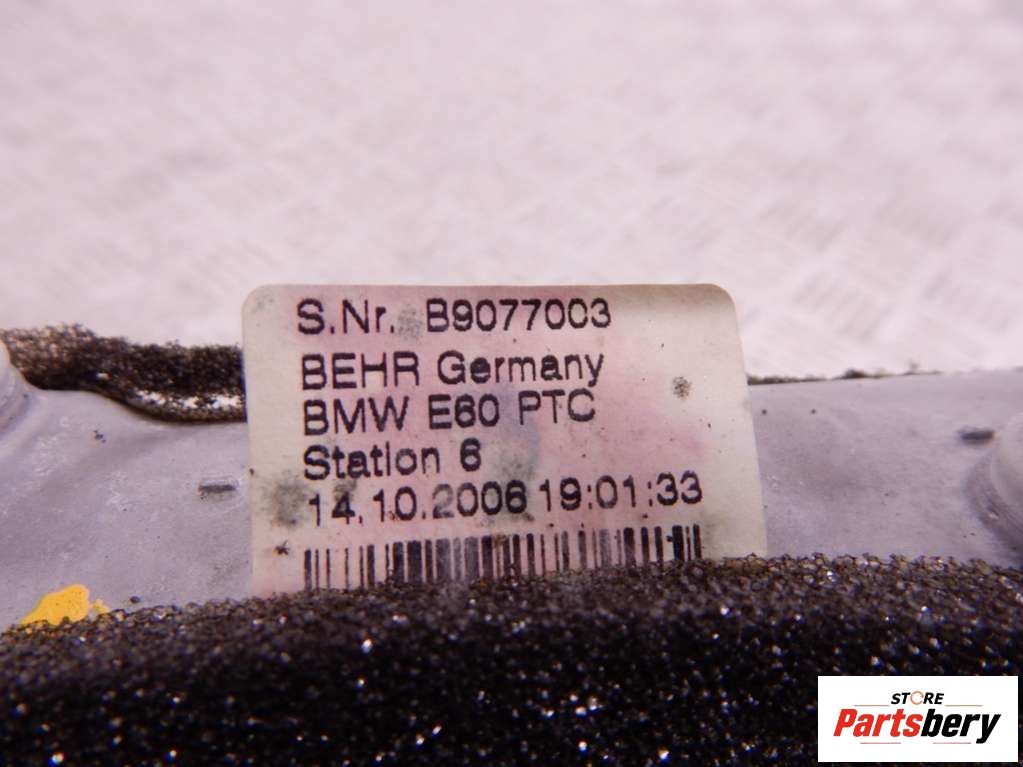 S.Nr. B9077003
BEHR Germany
BMW E60 PTC
Station 6
14.10.2006 19:01:33
STORE
Partsbery